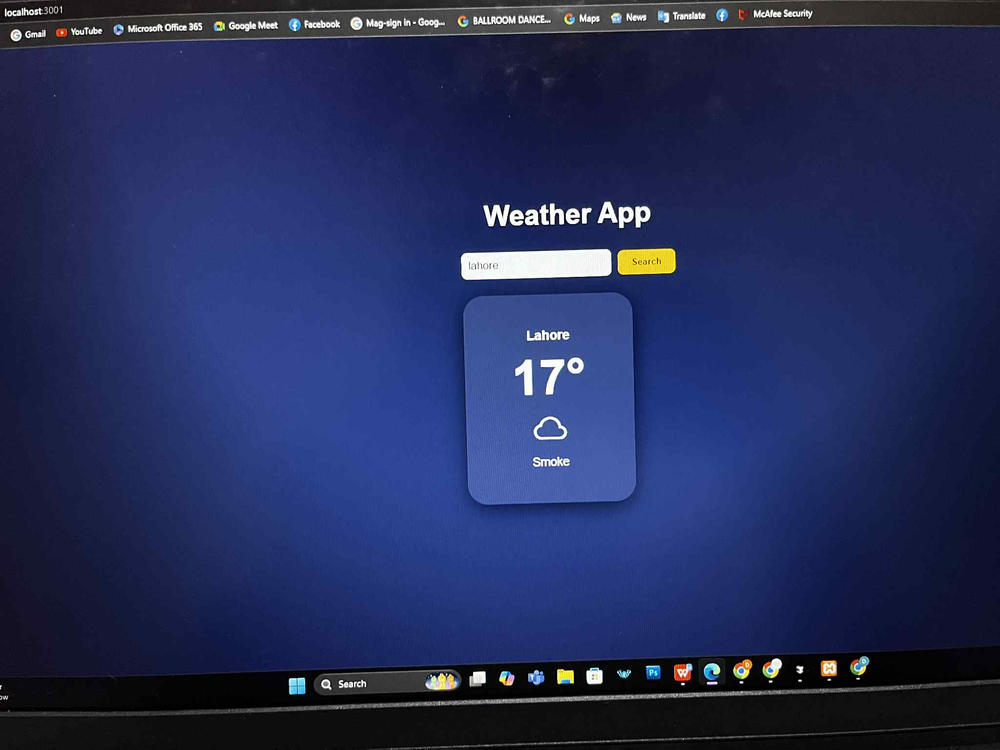 localhost:3001
Gmail YouTube Microsoft Office 365 Google Meet Facebook Mag-sign in - Goog... BALLROOM DANCE... Maps News Translate McAfee Security
Weather App
lahore Search
Lahore
17°
Smoke
Search
Ps